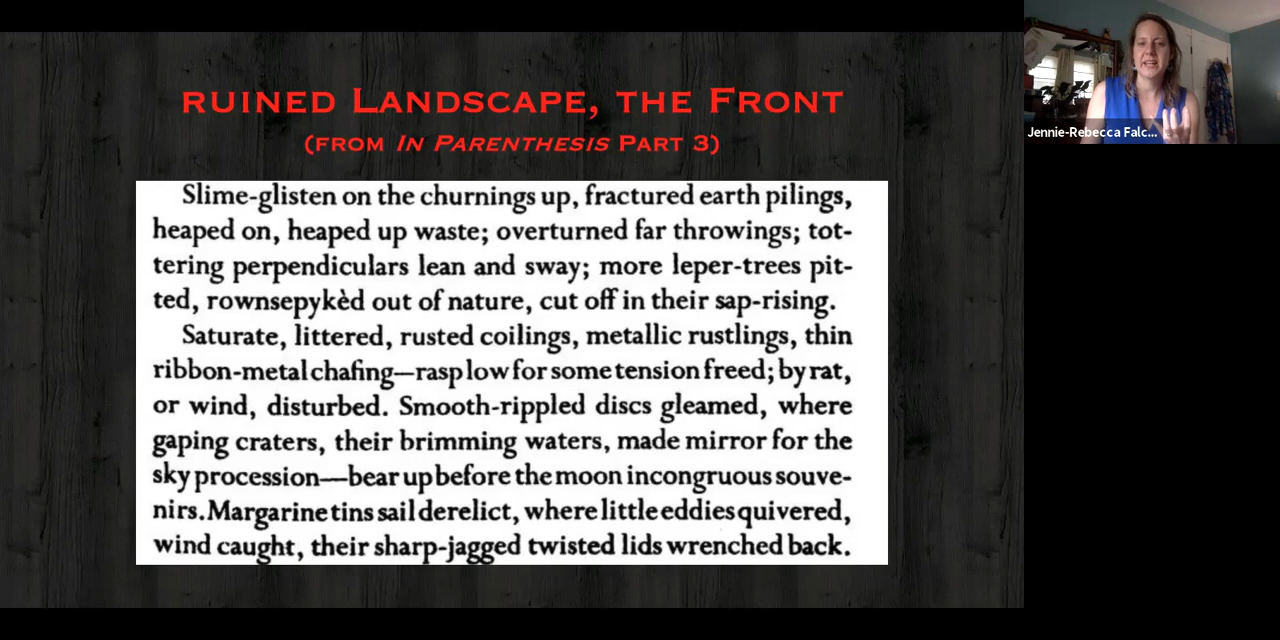 RUINED LANDSCAPE, THE FRONT
(FROM IN PARENTHESIS PART 3)
Slime-glisten on the churnings up, fractured earth pilings,
heaped on, heaped up waste; overturned far throwings; tot-
tering perpendiculars lean and sway; more leper-trees pit-
ted, rownsepykèd out of nature, cut off in their sap-rising.
Saturate, littered, rusted coilings, metallic rustlings, thin
ribbon-metal chafing—rasp low for some tension freed; by rat,
or wind, disturbed. Smooth-rippled discs gleamed, where
gaping craters, their brimming waters, made mirror for the
sky procession—bear up before the moon incongruous souve-
nirs. Margarine tins sail derelict, where little eddies quivered,
wind caught, their sharp-jagged twisted lids wrenched back.
Jennie-Rebecca Falc...